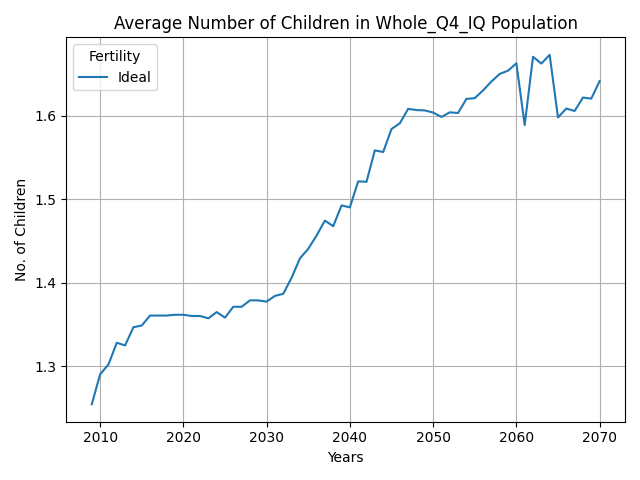 Average Number of Children in Whole_Q4_IQ Population
Fertility
Ideal
No. of Children
1.6
1.5
1.4
1.3
2010 2020 2030 2040 2050 2060 2070
Years